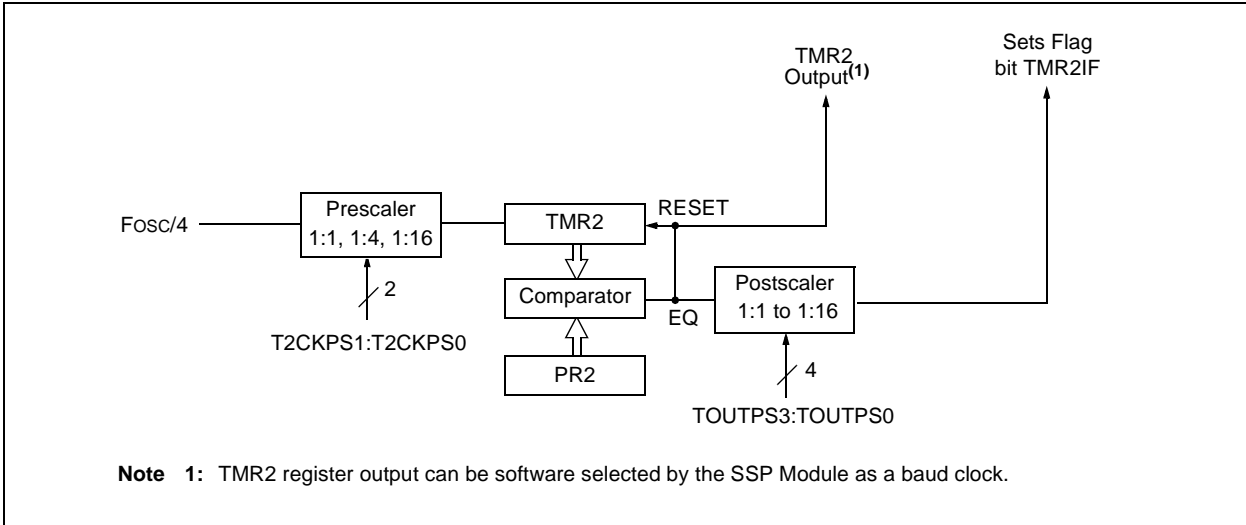 TMR2
Output(1)
Sets Flag
bit TMR2IF
FOSC/4
Prescaler
1:1, 1:4, 1:16
TMR2
RESET
2
T2CKPS1:T2CKPS0
Comparator
EQ
Postscaler
1:1 to 1:16
PR2
4
TOUTPS3:TOUTPS0
Note 1: TMR2 register output can be software selected by the SSP Module as a baud clock.